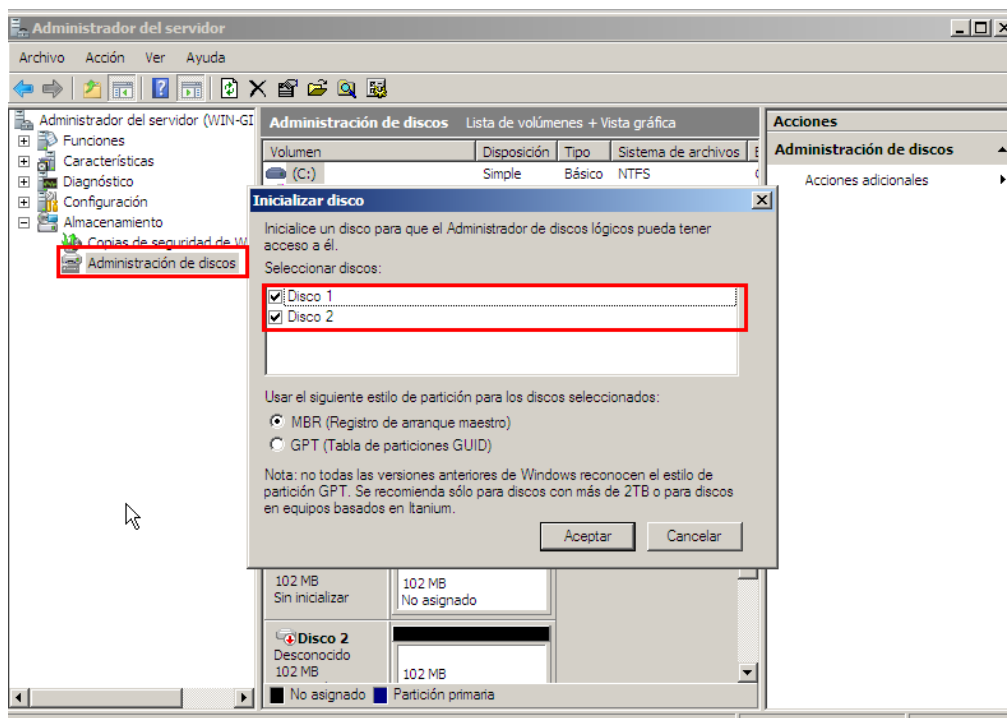 Administrador del servidor
Archivo Acción Ver Ayuda
Administrador del servidor (WIN-GI
Funciones
Características
Diagnóstico
Configuración
Almacenamiento
Copias de seguridad de W
Administración de discos
Administración de discos Lista de volúmenes + Vista gráfica
Volumen Disposición Tipo Sistema de archivos E
(C:) Simple Básico NTFS
Inicializar disco
Inicialice un disco para que el Administrador de discos lógicos pueda tener
acceso a él.
Seleccionar discos:
Disco 1
Disco 2
Usar el siguiente estilo de partición para los discos seleccionados:
MBR (Registro de arranque maestro)
GPT (Tabla de particiones GUID)
Nota: no todas las versiones anteriores de Windows reconocen el estilo de
partición GPT. Se recomienda sólo para discos con más de 2TB o para discos
en equipos basados en Itanium.
Aceptar Cancelar
102 MB 102 MB
Sin inicializar No asignado
Disco 2
Desconocido
102 MB 102 MB
No asignado Partición primaria
Acciones
Administración de discos
Acciones adicionales